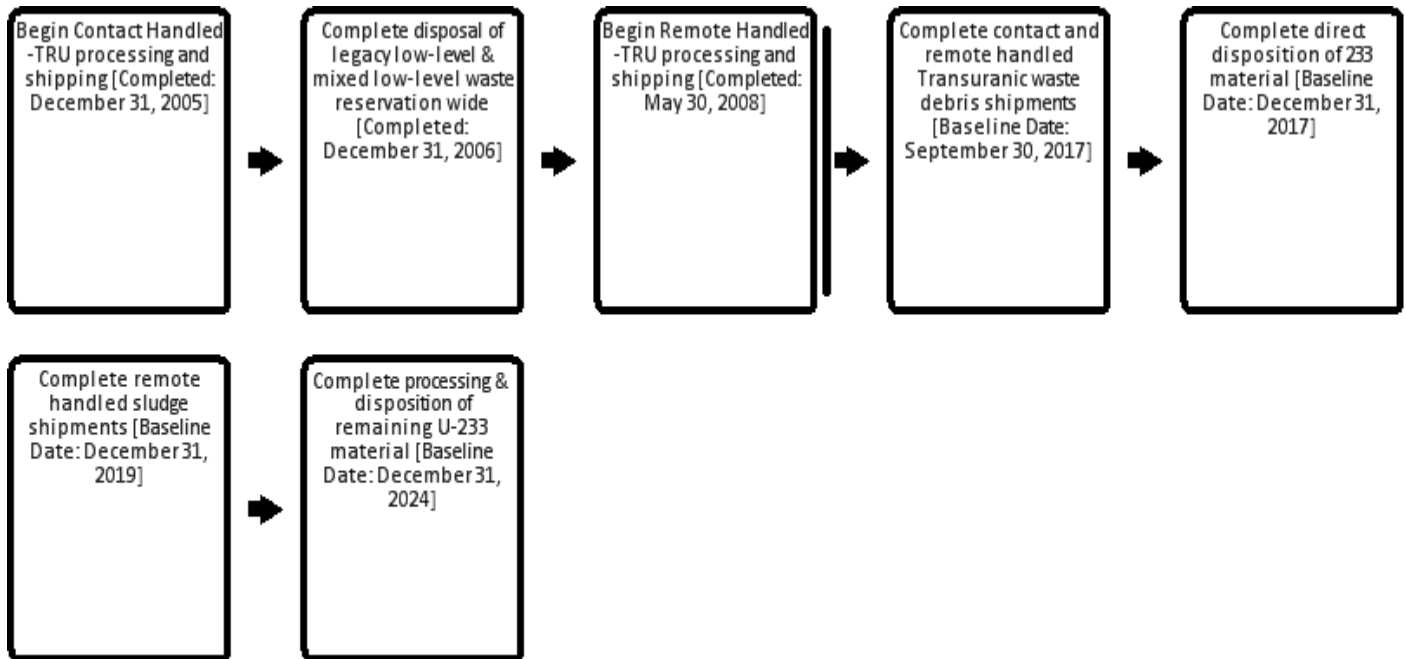 Begin Contact Handled
-TRU processing and
shipping [Completed:
December 31, 2005]
Complete disposal of
legacy low-level &
mixed low-level waste
reservation wide
[Completed:
December 31, 2006]
Begin Remote Handled
-TRU processing and
shipping [Completed:
May 30, 2008]
Complete contact and
remote handled
Transuranic waste
debris shipments
[Baseline Date:
September 30, 2017]
Complete direct
disposition of 233
material [Baseline
Date: December 31,
2017]
Complete remote
handled sludge
shipments [Baseline
Date: December 31,
2019]
Complete processing &
disposition of
remaining U-233
material [Baseline
Date: December 31,
2024]